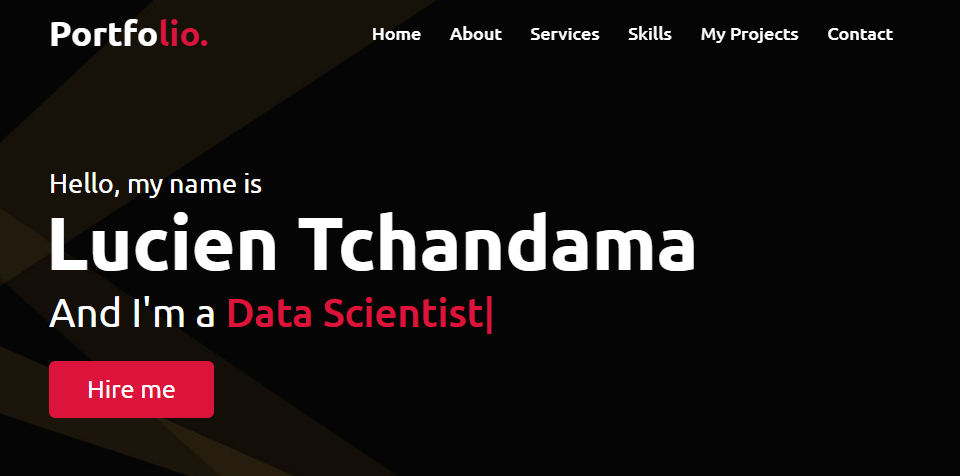 Portfolio.
Home About Services Skills My Projects Contact
Hello, my name is
Lucien Tchandama
And I'm a Data Scientist|
Hire me